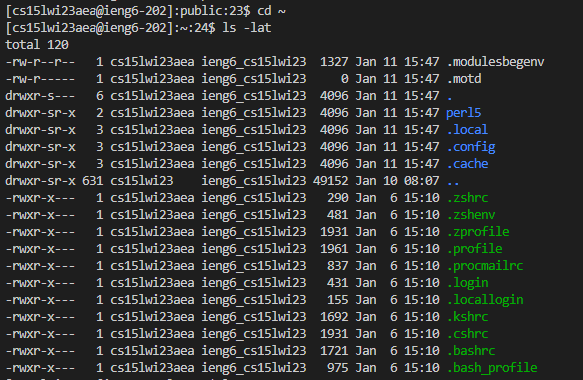 [cs15lwi23aea@ieng6-202]:public:23$ cd ~
[cs15lwi23aea@ieng6-202]:~:24$ ls -lat
total 120
-rw-r--r--   1 cs15lwi23aea ieng6_cs15lwi23  1327 Jan 11 15:47 .modulesbegenv
-rw-r-----   1 cs15lwi23aea ieng6_cs15lwi23     0 Jan 11 15:47 .motd
drwxr-s---   6 cs15lwi23aea ieng6_cs15lwi23  4096 Jan 11 15:47 .
drwxr-sr-x   2 cs15lwi23aea ieng6_cs15lwi23  4096 Jan 11 15:47 perl5
drwxr-sr-x   3 cs15lwi23aea ieng6_cs15lwi23  4096 Jan 11 15:47 .local
drwxr-sr-x   3 cs15lwi23aea ieng6_cs15lwi23  4096 Jan 11 15:47 .config
drwxr-sr-x   3 cs15lwi23aea ieng6_cs15lwi23  4096 Jan 11 15:47 .cache
drwxr-sr-x 631 cs15lwi23    ieng6_cs15lwi23 49152 Jan 10 08:07 ..
-rwxr-x---   1 cs15lwi23aea ieng6_cs15lwi23   290 Jan  6 15:10 .zshrc
-rwxr-x---   1 cs15lwi23aea ieng6_cs15lwi23   481 Jan  6 15:10 .zshenv
-rwxr-x---   1 cs15lwi23aea ieng6_cs15lwi23  1931 Jan  6 15:10 .zprofile
-rwxr-x---   1 cs15lwi23aea ieng6_cs15lwi23  1961 Jan  6 15:10 .profile
-rwxr-x---   1 cs15lwi23aea ieng6_cs15lwi23   837 Jan  6 15:10 .procmailrc
-rwxr-x---   1 cs15lwi23aea ieng6_cs15lwi23   431 Jan  6 15:10 .login
-rwxr-x---   1 cs15lwi23aea ieng6_cs15lwi23   155 Jan  6 15:10 .locallogin
-rwxr-x---   1 cs15lwi23aea ieng6_cs15lwi23  1692 Jan  6 15:10 .kshrc
-rwxr-x---   1 cs15lwi23aea ieng6_cs15lwi23  1931 Jan  6 15:10 .cshrc
-rwxr-x---   1 cs15lwi23aea ieng6_cs15lwi23  1721 Jan  6 15:10 .bashrc
-rwxr-x---   1 cs15lwi23aea ieng6_cs15lwi23   975 Jan  6 15:10 .bash_profile